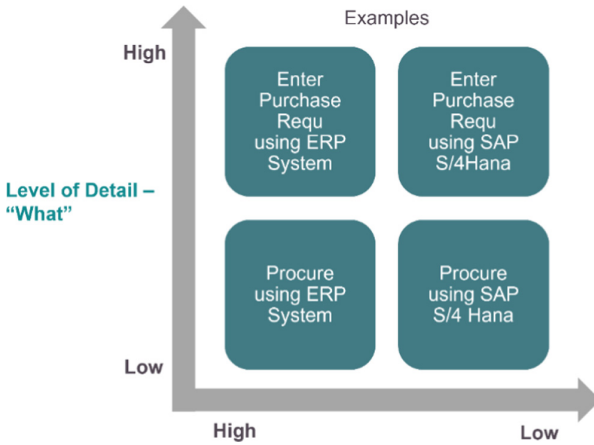 Examples
High
Enter
Purchase
Requ
using ERP
System
Enter
Purchase
Requ
using SAP
S/4Hana
Level of Detail –
“What”
Procure
using ERP
System
Procure
using SAP
S/4 Hana
Low
High
Low